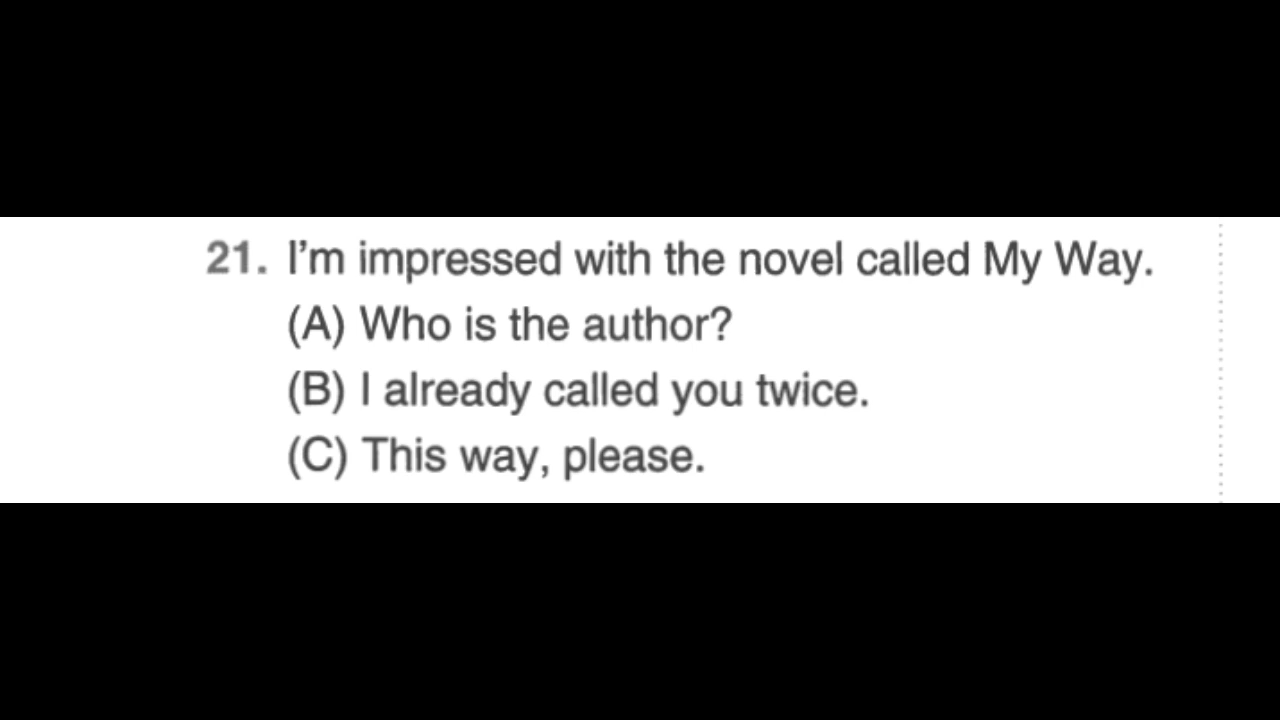 21. I'm impressed with the novel called My Way.
(A) Who is the author?
(B) I already called you twice.
(C) This way, please.